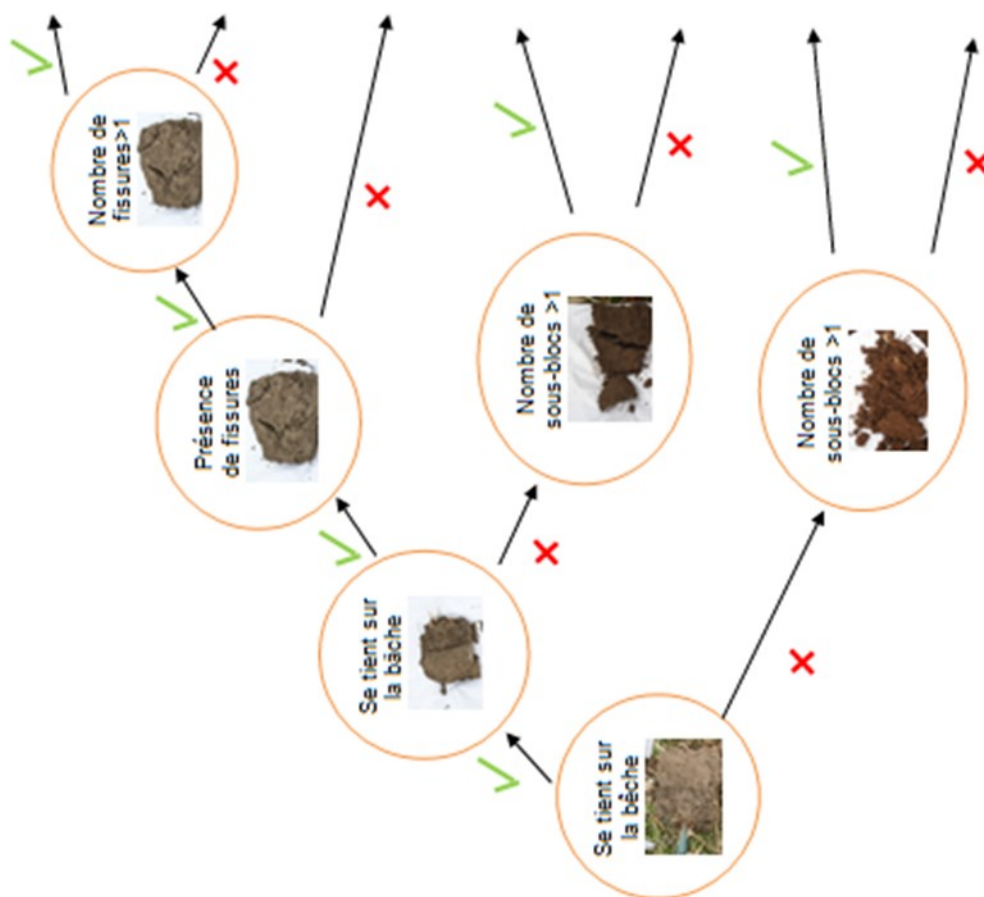 Se tient sur
la bêche
Se tient sur
la bâche
Présence
de fissures
Nombre de
fissures>1
Nombre de
sous-blocs >1
Nombre de
sous-blocs >1